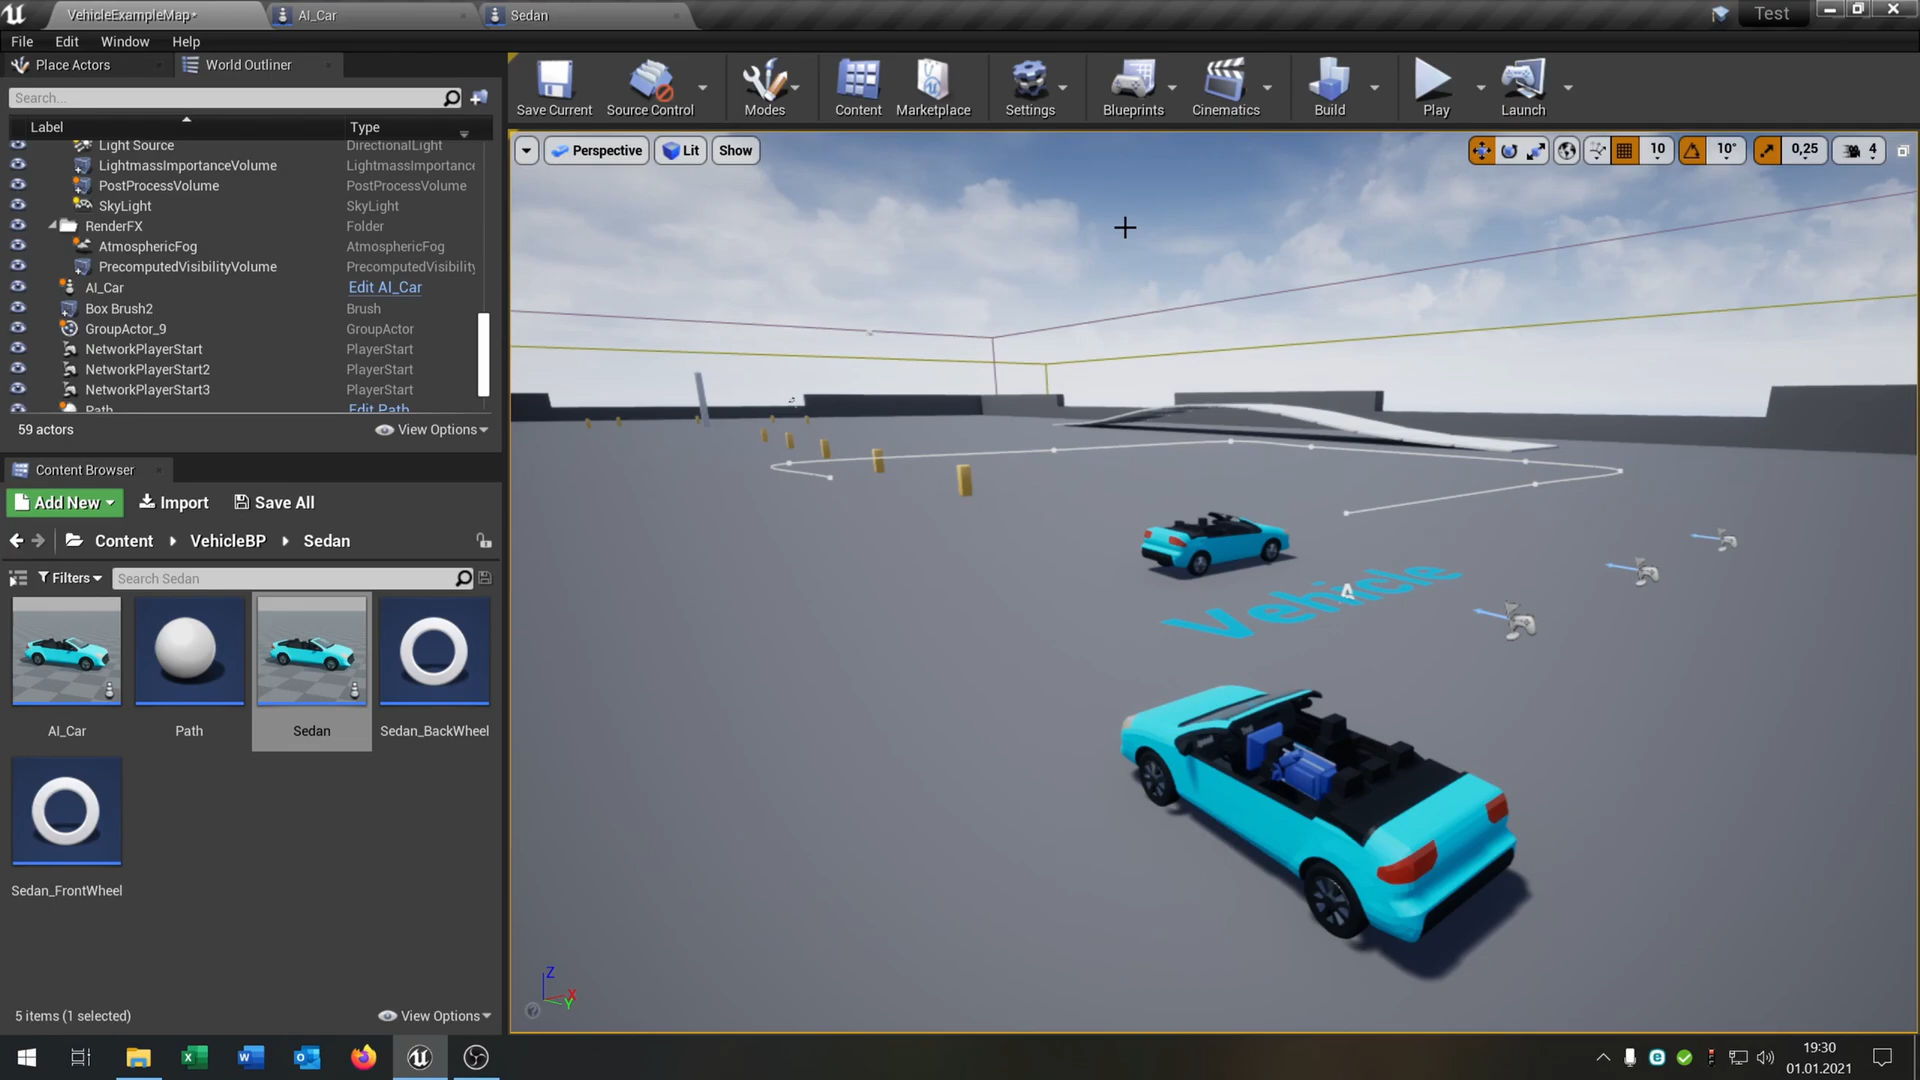 VehicleExampleMap*
AI_Car
Sedan
Test
File
Edit
Window
Help
Place Actors
World Outliner
Search...
Label
Type
Light Source
DirectionalLight
LightmassImportanceVolume
LightmassImportance
PostProcessVolume
PostProcessVolume
SkyLight
SkyLight
RenderFX
Folder
AtmosphericFog
AtmosphericFog
PrecomputedVisibilityVolume
PrecomputedVisibility
AI_Car
Edit AI_Car
Box Brush2
Brush
GroupActor_9
GroupActor
NetworkPlayerStart
PlayerStart
NetworkPlayerStart2
PlayerStart
NetworkPlayerStart3
PlayerStart
Path
Edit Path
59 actors
View Options
Save Current
Source Control
Modes
Content
Marketplace
Settings
Blueprints
Cinematics
Build
Play
Launch
Perspective
Lit
Show
10
10°
0,25
4
Vehicle
A
Z
X
Y
Content Browser
Add New
Import
Save All
Content
VehicleBP
Sedan
Filters
Search Sedan
AI_Car
Path
Sedan
Sedan_BackWheel
Sedan_FrontWheel
5 items (1 selected)
View Options
19:30
01.01.2021